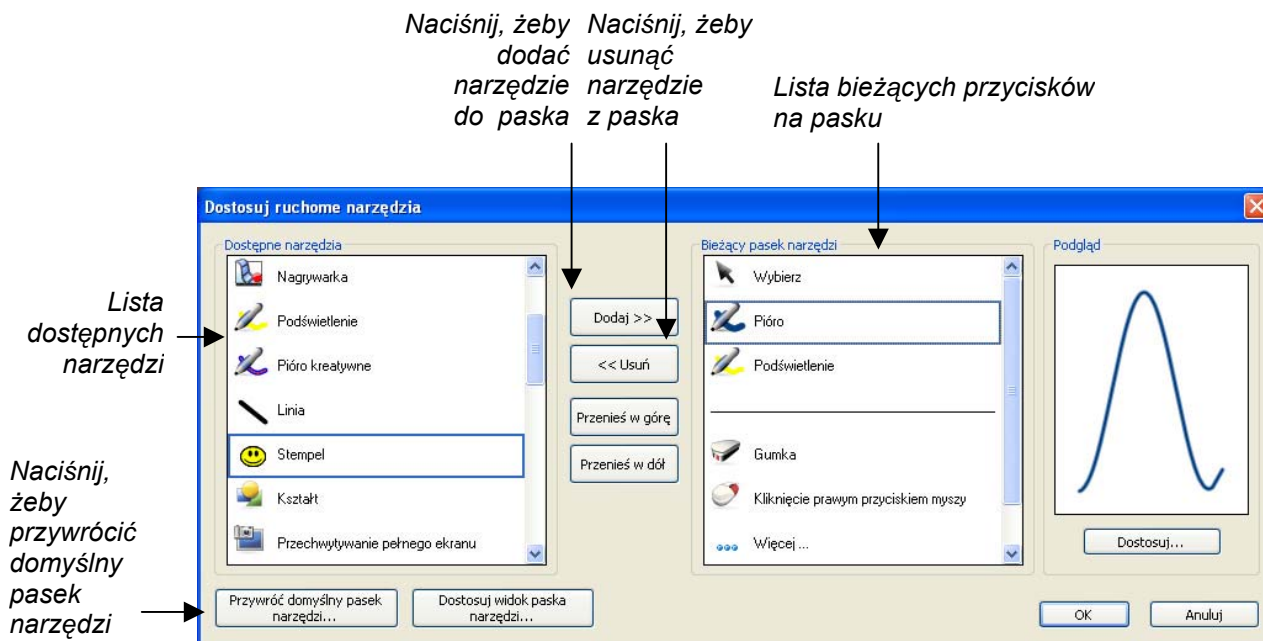 Naciśnij, żeby
dodać
narzędzie
do paska
Naciśnij, żeby
usunąć
narzędzie
z paska
Lista bieżących przycisków
na pasku
Dostosuj ruchome narzędzia
Lista
dostępnych
narzędzi
Dostępne narzędzia
Nagrywarka
Podświetlenie
Pióro kreatywne
Linia
Stempel
Kształt
Przechwytywanie pełnego ekranu
Dodaj >>
<< Usuń
Przenieś w górę
Przenieś w dół
Bieżący pasek narzędzi
Wybierz
Pióro
Podświetlenie
Gumka
Kliknięcie prawym przyciskiem myszy
Więcej ...
Podgląd
Dostosuj...
Naciśnij,
żeby
przywrócić
domyślny
pasek
narzędzi
Przywróć domyślny pasek
narzędzi...
Dostosuj widok paska
narzędzi...
OK
Anuluj